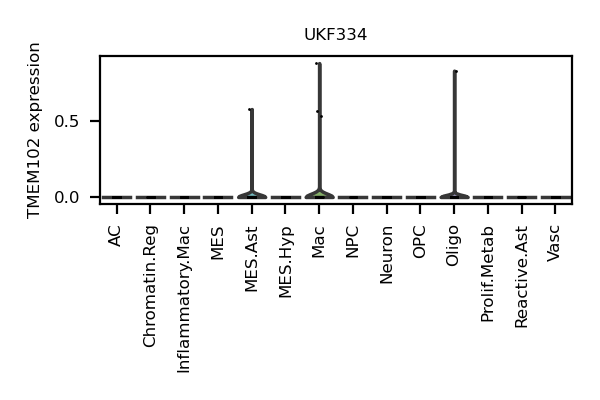 UKF334
TMEM102 expression
0.5
0.0
AC
Chromatin.Reg
Inflammatory.Mac
MES
MES.Ast
MES.Hyp
Mac
NPC
Neuron
OPC
Oligo
Prolif.Metab
Reactive.Ast
Vasc